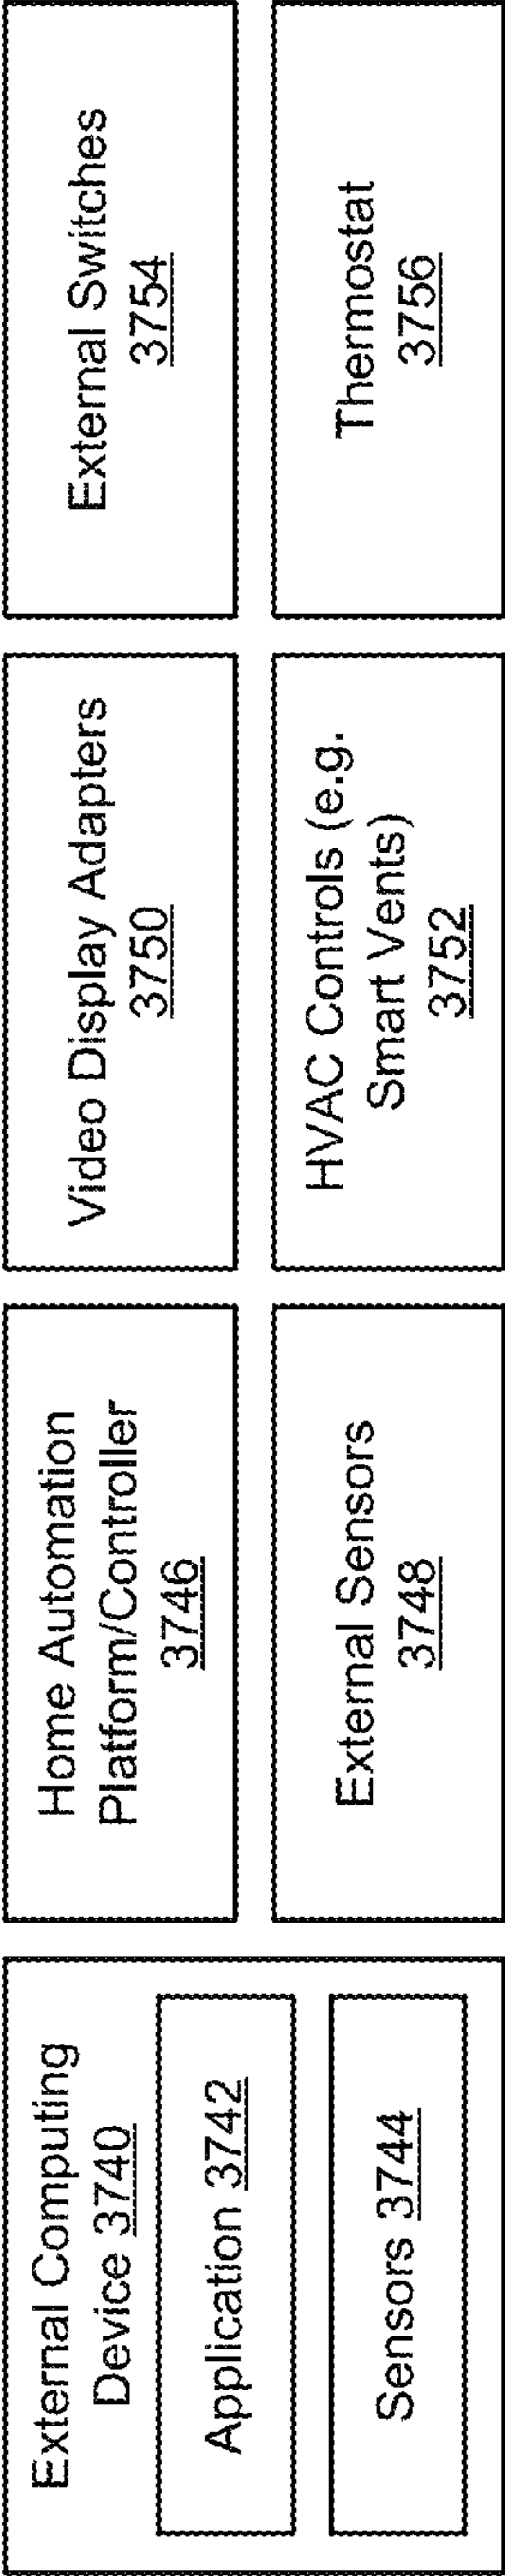 External Computing
Device 3740
Application 3742
Sensors 3744
Home Automation
Platform/Controller
3746
External Sensors
3748
Video Display Adapters
3750
HVAC Controls (e.g.
Smart Vents)
3752
External Switches
3754
Thermostat
3756